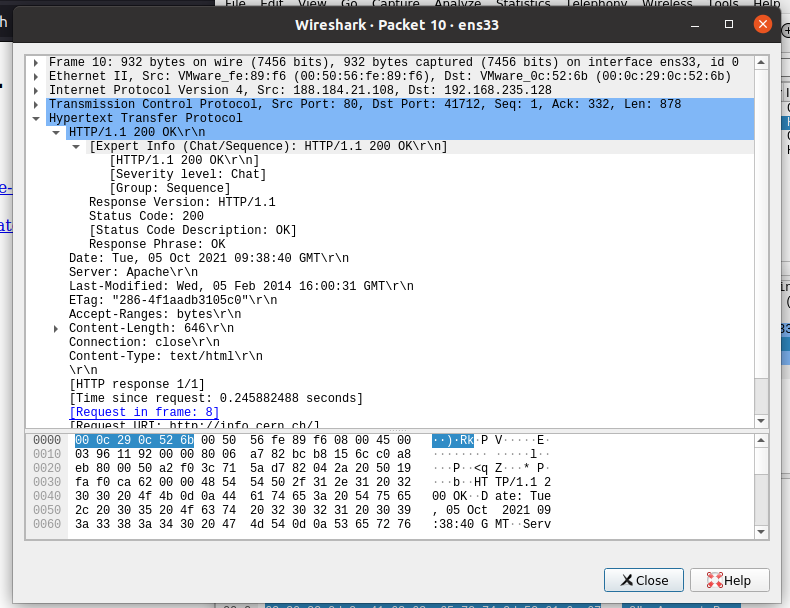 File Edit View Go Capture Analyze Statistics Telephony Wireless Tools Help
Wireshark · Packet 10 · ens33
Frame 10: 932 bytes on wire (7456 bits), 932 bytes captured (7456 bits) on interface ens33, id 0
Ethernet II, Src: VMware_fe:89:f6 (00:50:56:fe:89:f6), Dst: VMware_0c:52:6b (00:0c:29:0c:52:6b)
Internet Protocol Version 4, Src: 188.184.21.108, Dst: 192.168.235.128
Transmission Control Protocol, Src Port: 80, Dst Port: 41712, Seq: 1, Ack: 332, Len: 878
Hypertext Transfer Protocol
HTTP/1.1 200 OK\r\n
[Expert Info (Chat/Sequence): HTTP/1.1 200 OK\r\n]
[HTTP/1.1 200 OK\r\n]
[Severity level: Chat]
[Group: Sequence]
Response Version: HTTP/1.1
Status Code: 200
[Status Code Description: OK]
Response Phrase: OK
Date: Tue, 05 Oct 2021 09:38:40 GMT\r\n
Server: Apache\r\n
Last-Modified: Wed, 05 Feb 2014 16:00:31 GMT\r\n
ETag: "286-4f1aadb3105c0"\r\n
Accept-Ranges: bytes\r\n
Content-Length: 646\r\n
Connection: close\r\n
Content-Type: text/html\r\n
\r\n
[HTTP response 1/1]
[Time since request: 0.245882488 seconds]
[Request in frame: 8]
[Request URI: http://info.cern.ch/]
0000 00 0c 29 0c 52 6b 00 50 56 fe 89 f6 08 00 45 00 ··)·Rk·P V·····E·
0010 03 96 11 92 00 00 80 06 a7 82 bc b8 15 6c c0 a8 ········ ·····l··
0020 eb 80 00 50 a2 f0 3c 71 5a d7 82 04 2a 20 50 19 ···P··<q Z···* P·
0030 fa f0 ca 62 00 00 48 54 54 50 2f 31 2e 31 20 32 ···b··HT TP/1.1 2
0040 30 30 20 4f 4b 0d 0a 44 61 74 65 3a 20 54 75 65 00 OK··D ate: Tue
0050 2c 20 30 35 20 4f 63 74 20 32 30 32 31 20 30 39 , 05 Oct 2021 09
0060 3a 33 38 3a 34 30 20 47 4d 54 0d 0a 53 65 72 76 :38:40 G MT··Serv
Close
Help